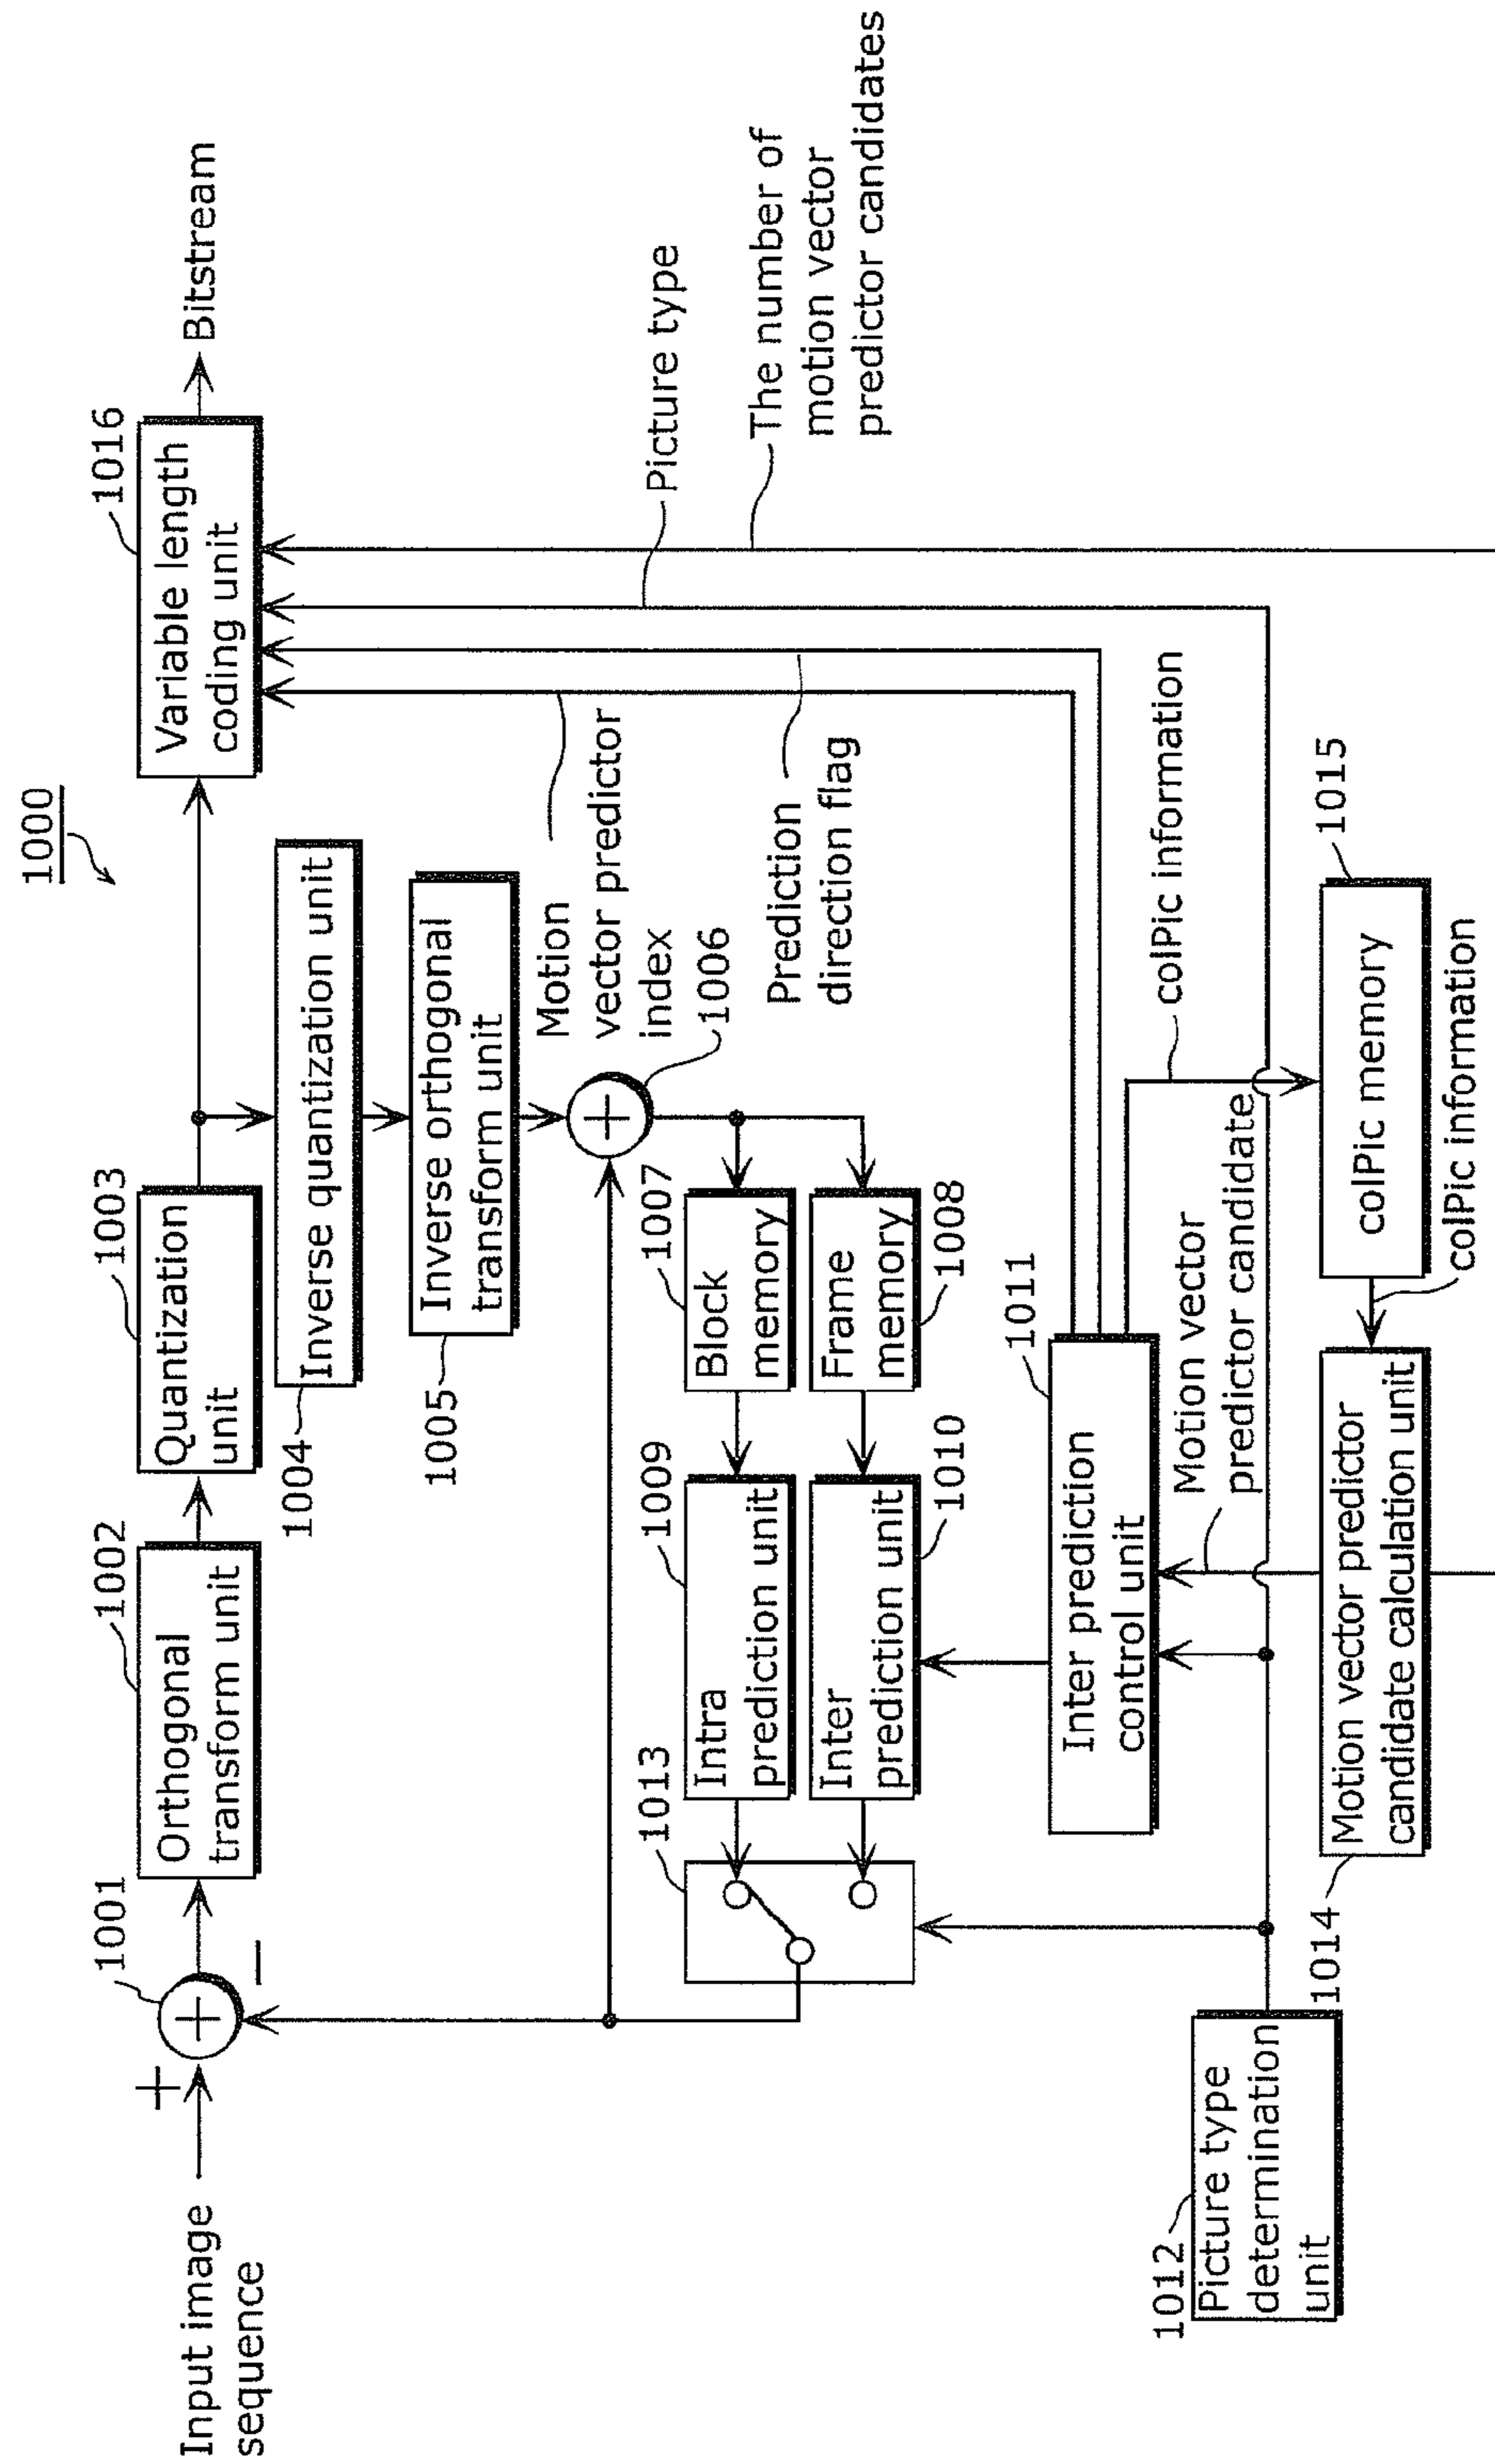 1000
Input image
sequence
+
−
1001
1002
Orthogonal
transform unit
1003
Quantization
unit
1016
Variable length
coding unit
Bitstream
1004
Inverse quantization unit
1005
Inverse orthogonal
transform unit
Motion
vector predictor
index
1006
Picture type
Prediction
direction flag
The number of
motion vector
predictor candidates
1013
1009
Intra
prediction unit
1007
Block
memory
Inter
prediction unit
1010
Frame
memory
1008
1011
Inter prediction
control unit
colPic information
Motion vector
predictor candidate
1012
Picture type
determination
unit
1014
Motion vector predictor
candidate calculation unit
1015
colPic memory
colPic information